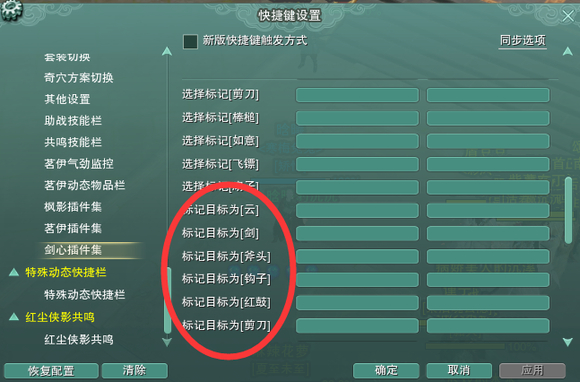 快捷键设置
新版快捷键触发方式
同步选项
套装切换
奇穴方案切换
其他设置
助战技能栏
共鸣技能栏
茗伊气劲监控
茗伊动态物品栏
枫影插件集
茗伊插件集
剑心插件集
特殊动态快捷栏
特殊动态快捷栏
红尘侠影共鸣
红尘侠影共鸣
选择标记[剪刀]
选择标记[棒槌]
选择标记[如意]
选择标记[飞镖]
标记目标为[云]
标记目标为[剑]
标记目标为[斧头]
标记目标为[钩子]
标记目标为[红鼓]
标记目标为[剪刀]
恢复配置
清除
确定
取消
应用